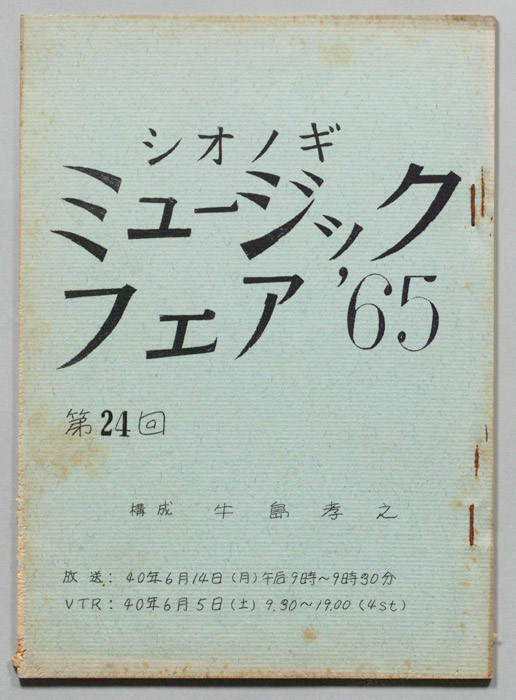 シオノギ
ミュージック
フェア '65
第24回
構成 牛島孝之
放送: 40年6月14日(月)午后9時〜9時30分
VTR: 40年6月5日(土) 9.30〜19.00 (4st)